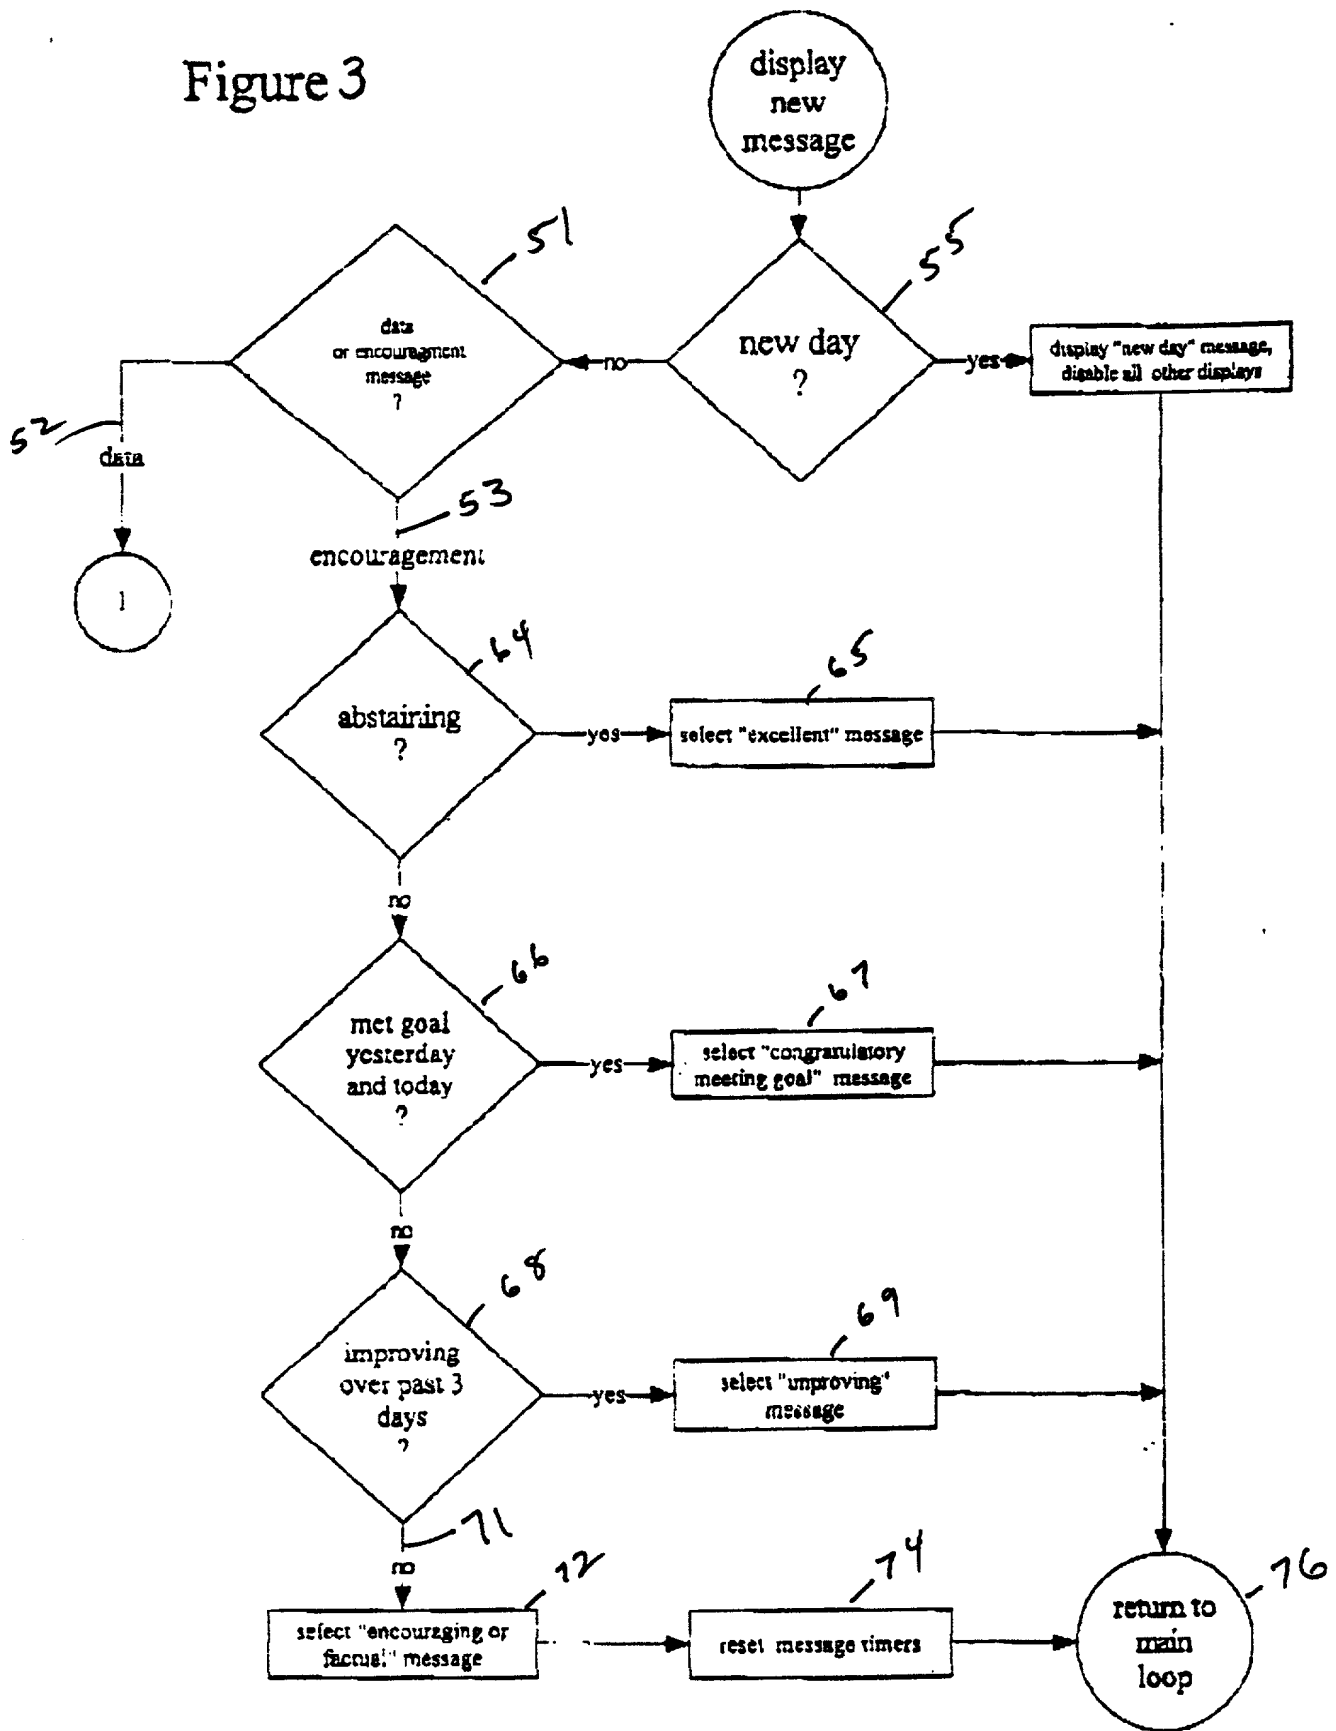 Figure 3
display
new
message
51
55
data
or encouragment
message
?
no
new day
?
yes
display "new day" message,
disable all other displays
52
data
53
encouragement
1
64
abstaining
?
yes
65
select "excellent" message
no
66
met goal
yesterday
and today
?
yes
67
select "congratulatory
meeting goal" message
no
68
improving
over past 3
days
?
yes
69
select "improving"
message
71
no
72
select "encouraging or
factual" message
74
reset message timers
76
return to
main
loop